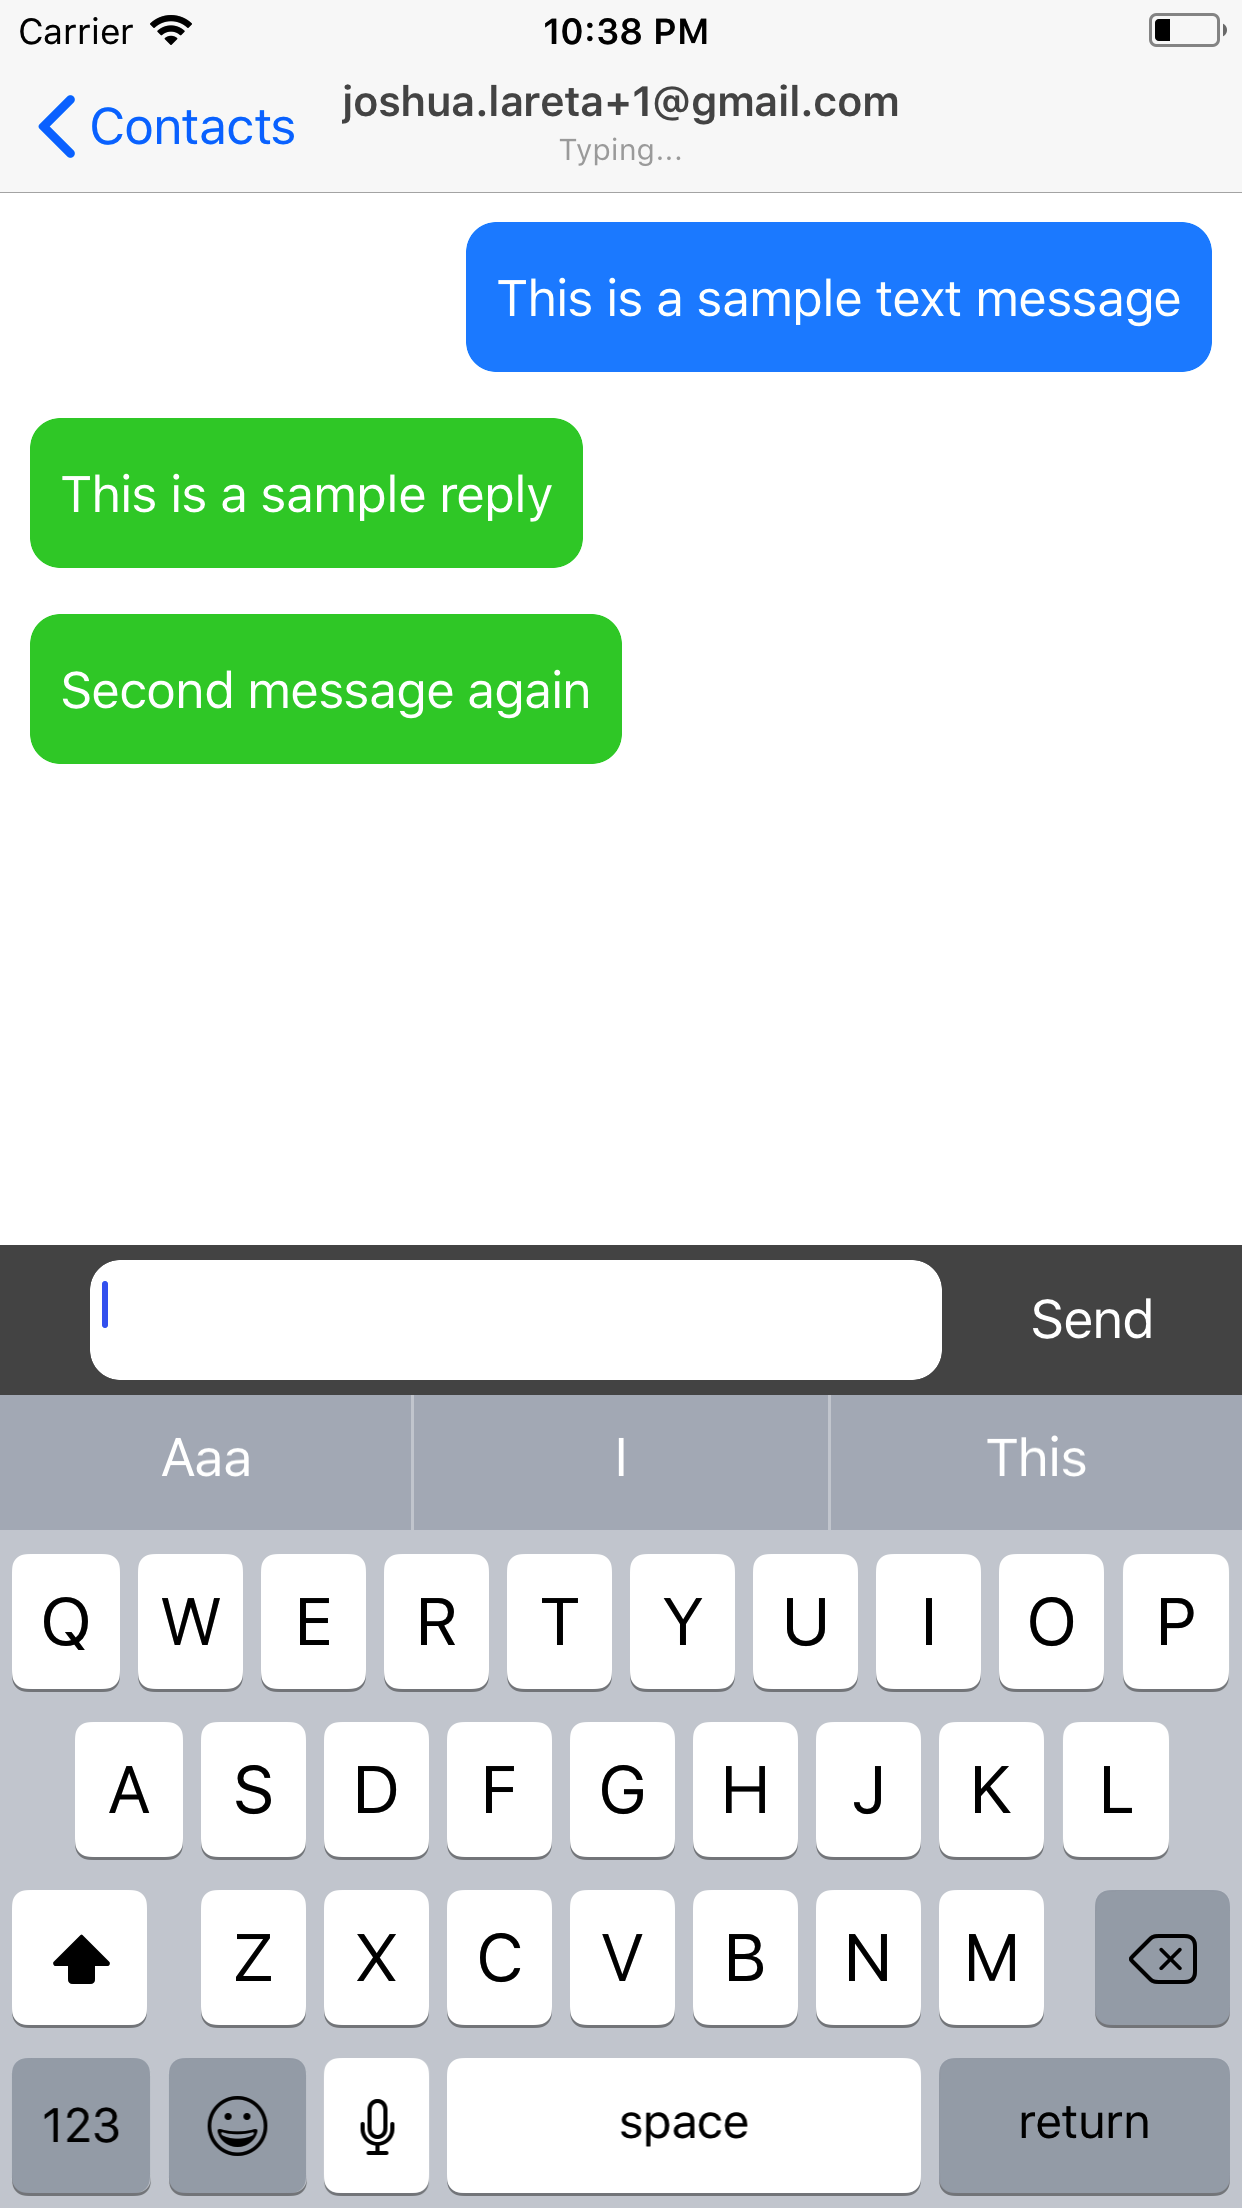 Carrier 10:38 PM
Contacts
joshua.lareta+1@gmail.com
Typing...
This is a sample text message
This is a sample reply
Second message again
Send
Aaa I This
Q W E R T Y U I O P
A S D F G H J K L
Z X C V B N M
123 space return